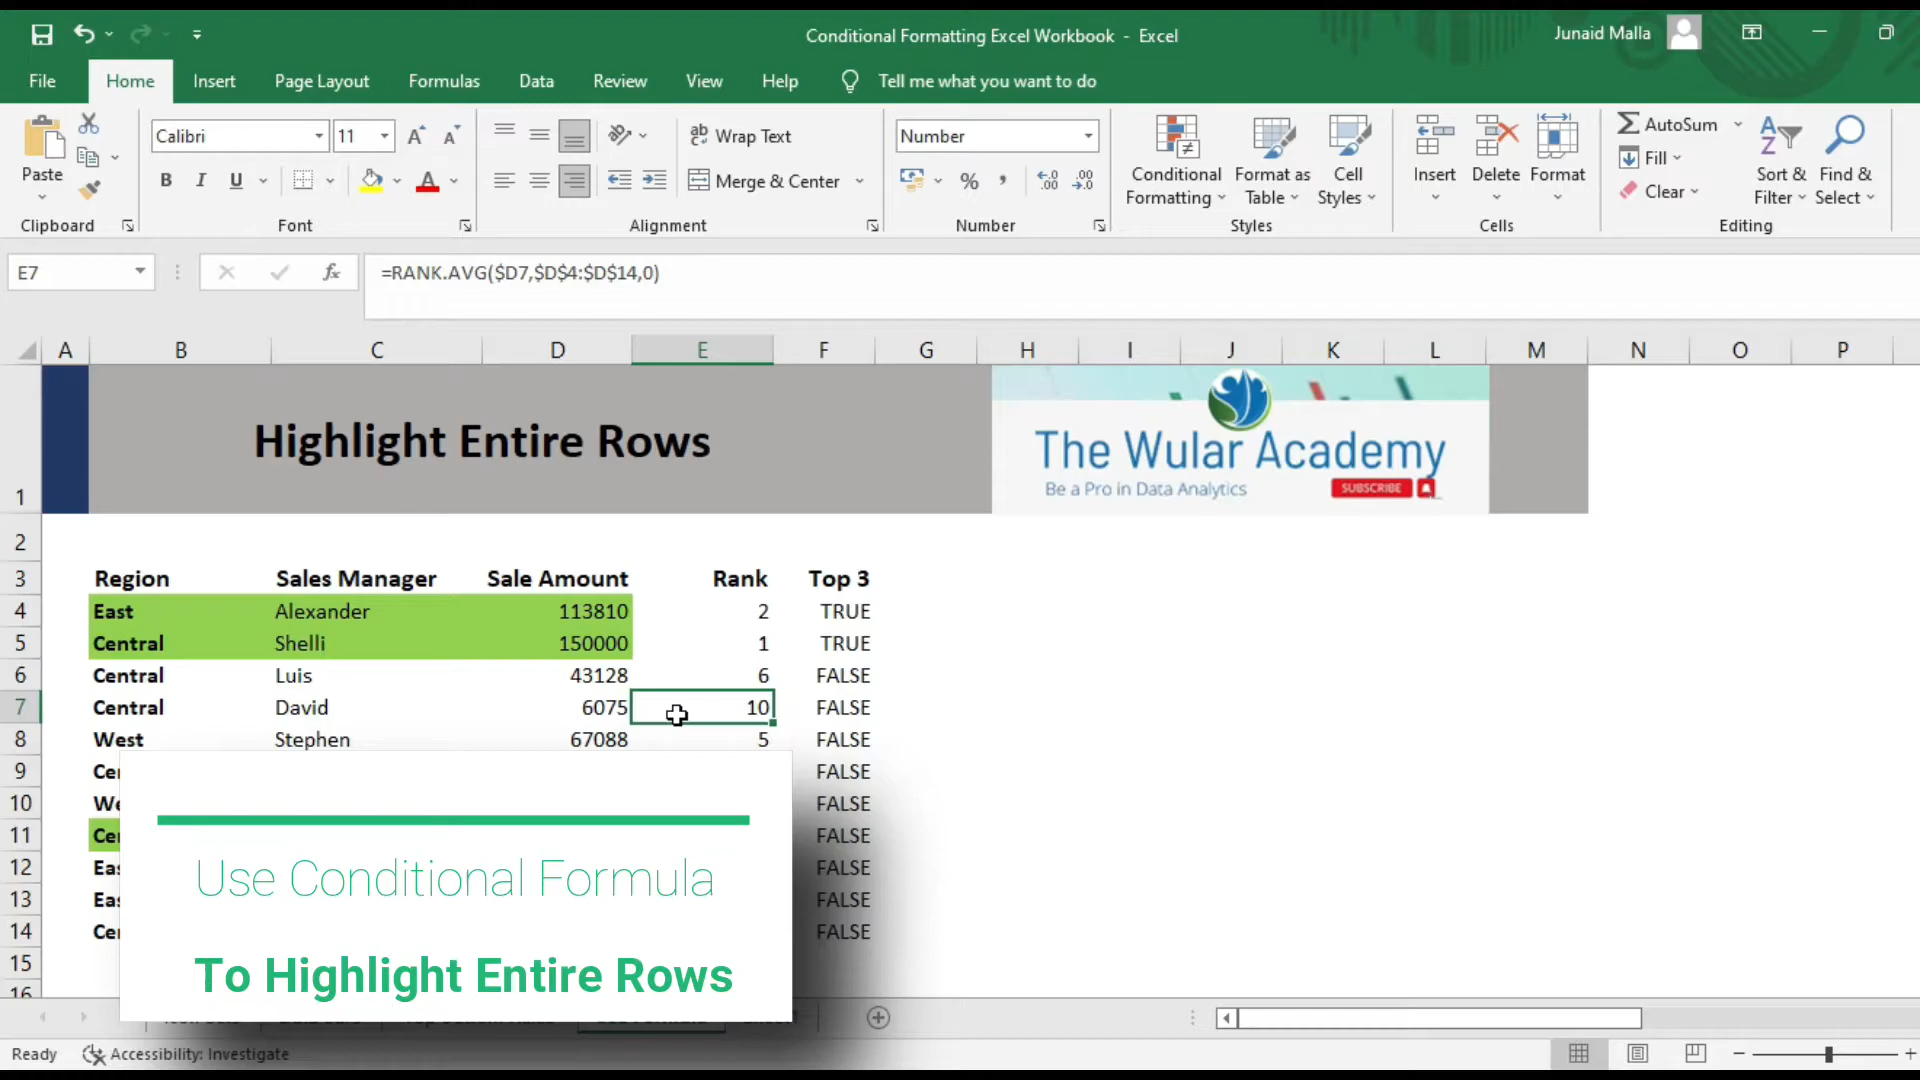 Conditional Formatting Excel Workbook - Excel
Junaid Malla
File Home Insert Page Layout Formulas Data Review View Help Tell me what you want to do
Paste
Clipboard
Calibri 11
B I U A
Font
Wrap Text
Merge & Center
Alignment
Number
% ,
Number
Conditional Formatting
Format as Table
Cell Styles
Styles
Insert Delete Format
Cells
AutoSum
Fill
Clear
Sort & Filter
Find & Select
Editing
E7 fx =RANK.AVG($D7,$D$4:$D$14,0)
A B C D E F G H I J K L M N O P
1 Highlight Entire Rows
The Wular Academy
Be a Pro in Data Analytics
SUBSCRIBE
2
3 Region Sales Manager Sale Amount Rank Top 3
4 East Alexander 113810 2 TRUE
5 Central Shelli 150000 1 TRUE
6 Central Luis 43128 6 FALSE
7 Central David 6075 10 FALSE
8 West Stephen 67088 5 FALSE
9 FALSE
10 FALSE
11 FALSE
12 FALSE
13 FALSE
14 FALSE
15
16
Use Conditional Formula
To Highlight Entire Rows
Ready Accessibility: Investigate